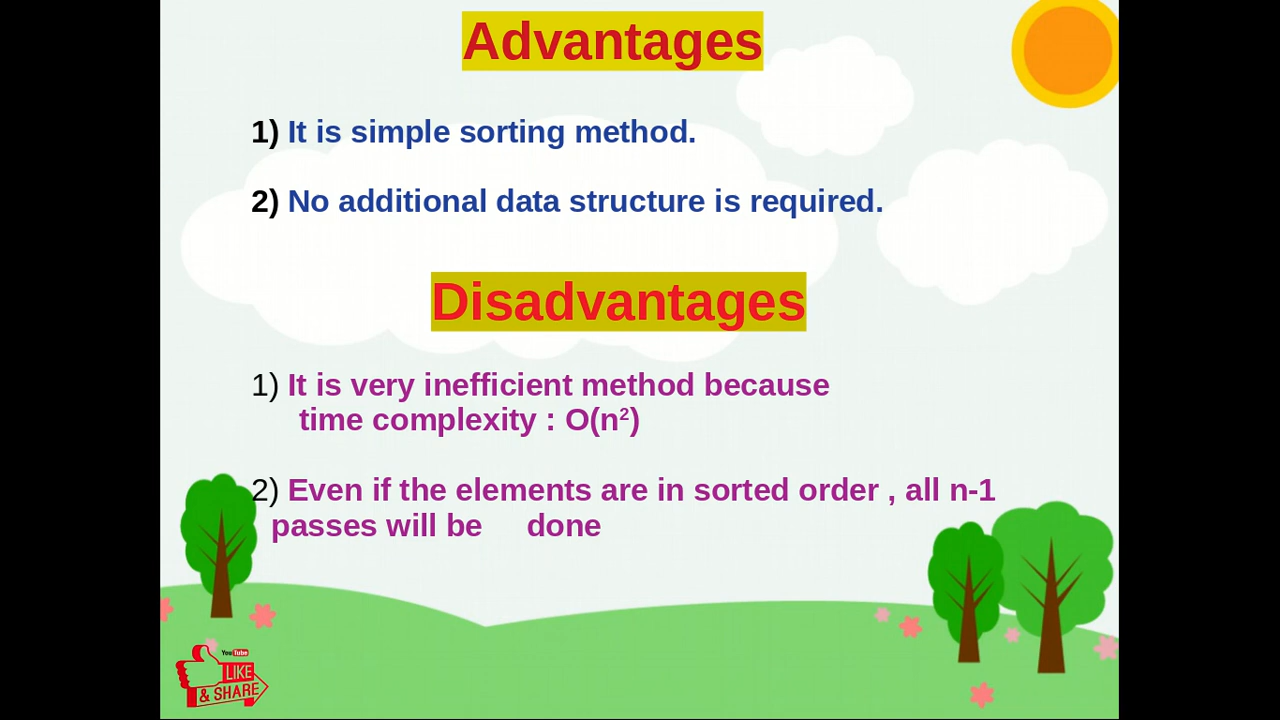 Advantages
1) It is simple sorting method.
2) No additional data structure is required.
Disadvantages
1) It is very inefficient method because
time complexity : O(n²)
2) Even if the elements are in sorted order , all n-1
passes will be done
YouTube
LIKE
& SHARE